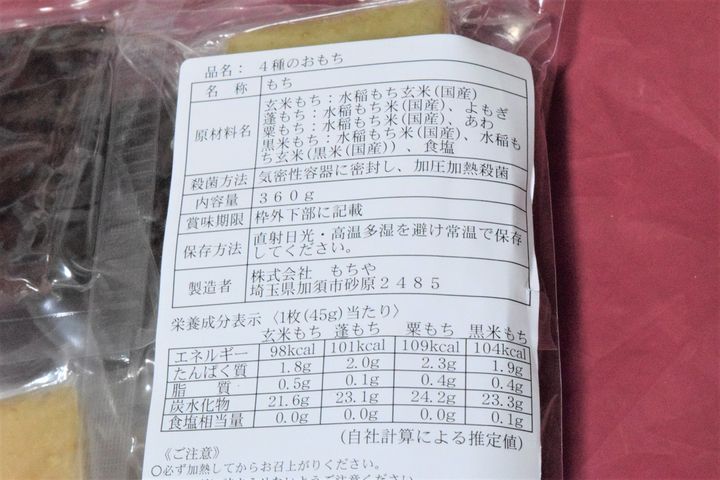 品名： ４種のおもち
名　称 もち
原材料名 玄米もち：水稲もち玄米(国産)
蓬もち：水稲もち米(国産)、よもぎ
粟もち：水稲もち米(国産)、あわ
黒米もち：水稲もち米(国産)、水稲も
ち玄米(黒米(国産))、食塩
殺菌方法 気密性容器に密封し、加圧加熱殺菌
内容量 ３６０ｇ
賞味期限 枠外下部に記載
保存方法 直射日光・高温多湿を避け常温で保存
してください。
製造者 株式会社　もちや
埼玉県加須市砂原２４８５
栄養成分表示〈1枚(45g)当たり〉
玄米もち 蓬もち 粟もち 黒米もち
エネルギー 98kcal 101kcal 109kcal 104kcal
たんぱく質 1.8g 2.0g 2.3g 1.9g
脂　質 0.5g 0.1g 0.4g 0.4g
炭水化物 21.6g 23.1g 24.2g 23.3g
食塩相当量 0.0g 0.0g 0.0g 0.1g
(自社計算による推定値)
《ご注意》
○必ず加熱してからお召上がりください。